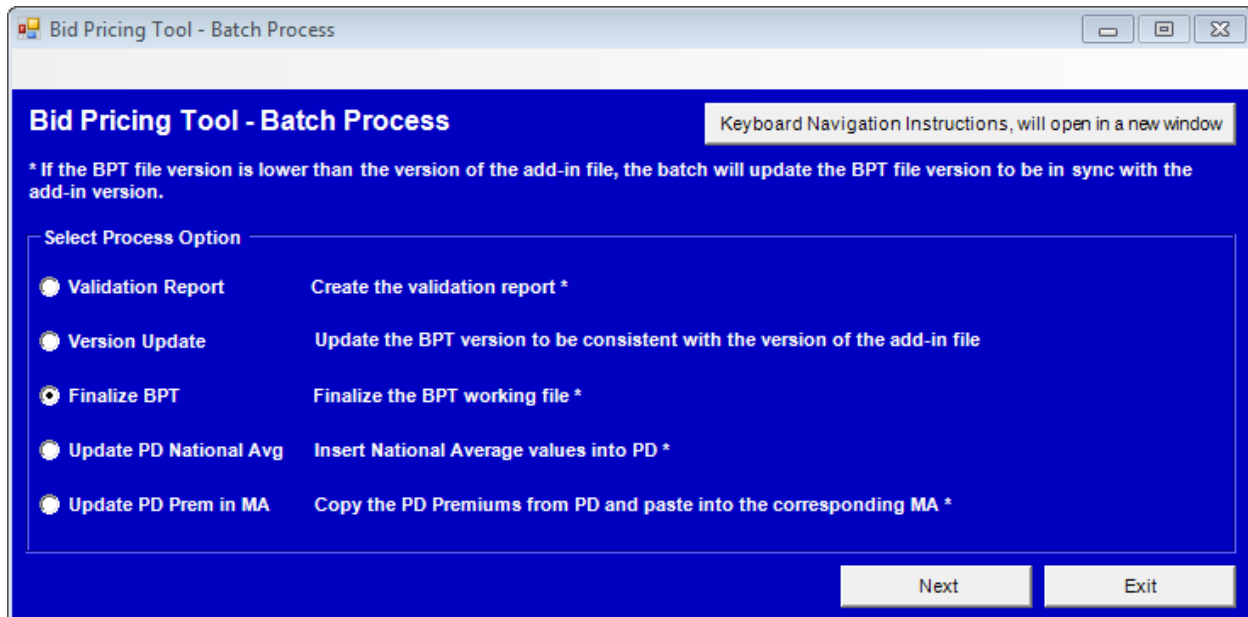 Bid Pricing Tool - Batch Process
Bid Pricing Tool - Batch Process
Keyboard Navigation Instructions, will open in a new window
* If the BPT file version is lower than the version of the add-in file, the batch will update the BPT file version to be in sync with the
add-in version.
Select Process Option
Validation Report Create the validation report *
Version Update Update the BPT version to be consistent with the version of the add-in file
Finalize BPT Finalize the BPT working file *
Update PD National Avg Insert National Average values into PD *
Update PD Prem in MA Copy the PD Premiums from PD and paste into the corresponding MA *
Next Exit